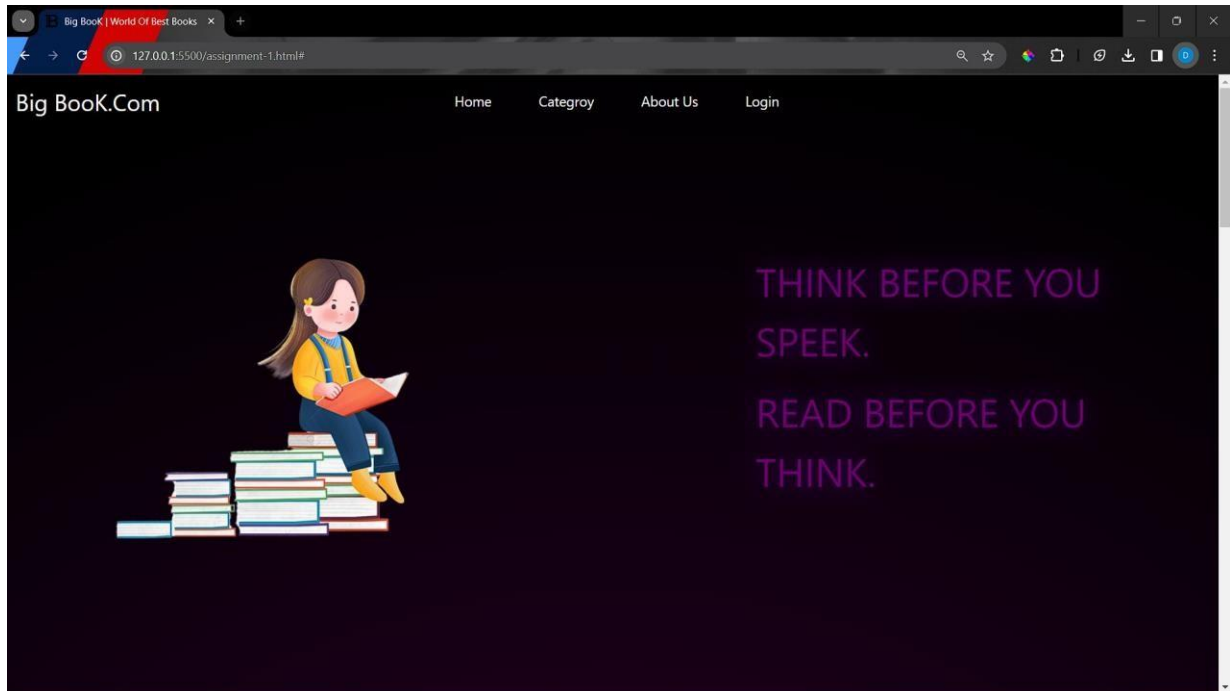 Big BooK | World Of Best Books
127.0.0.1:5500/assignment-1.html#
Big BooK.Com
Home Categroy About Us Login
THINK BEFORE YOU
SPEEK.
READ BEFORE YOU
THINK.